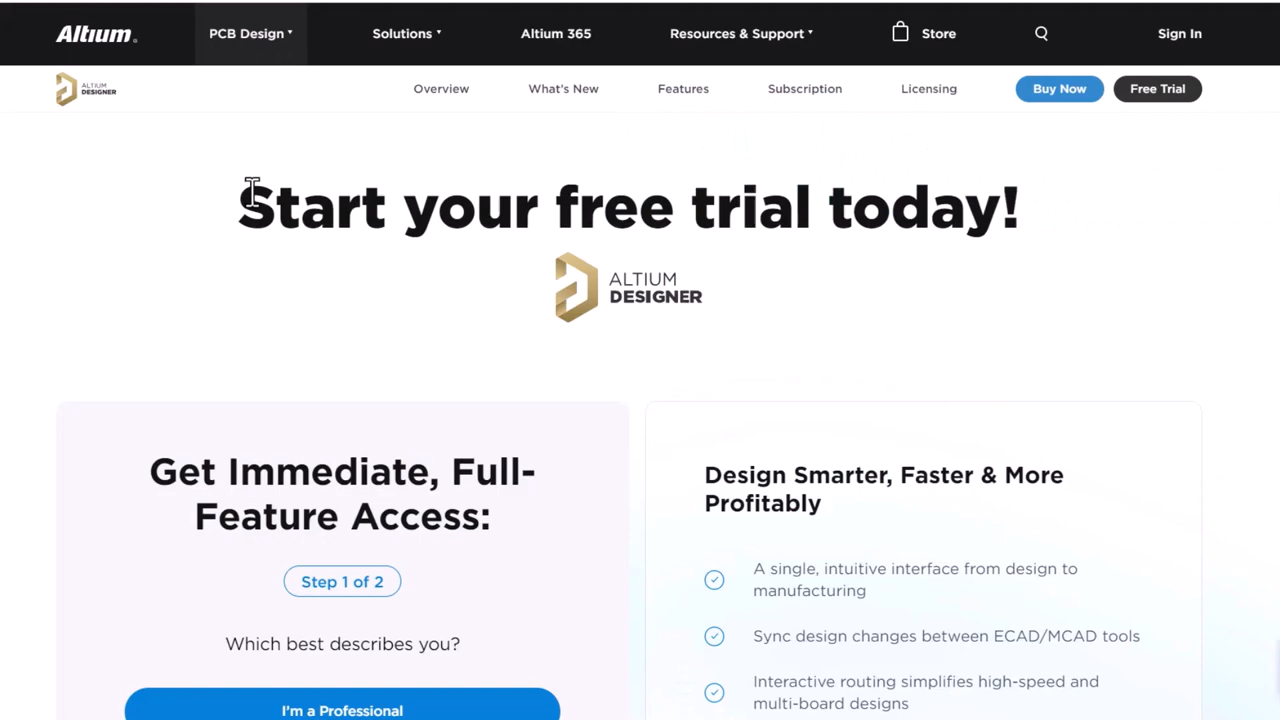 Altium
PCB Design
Solutions
Altium 365
Resources & Support
Store
Sign In
ALTIUM
DESIGNER
Overview
What's New
Features
Subscription
Licensing
Buy Now
Free Trial
Start your free trial today!
ALTIUM
DESIGNER
Get Immediate, Full-
Feature Access:
Step 1 of 2
Which best describes you?
I'm a Professional
Design Smarter, Faster & More
Profitably
A single, intuitive interface from design to
manufacturing
Sync design changes between ECAD/MCAD tools
Interactive routing simplifies high-speed and
multi-board designs